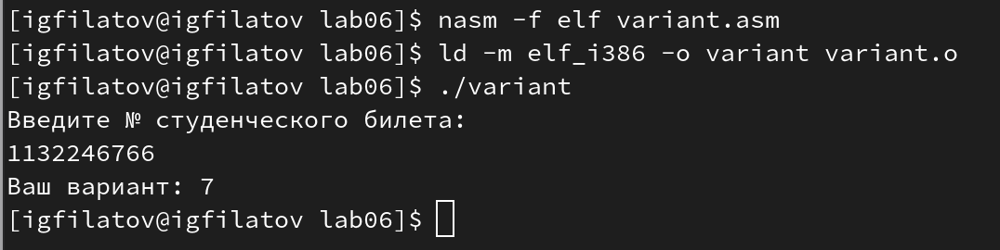 [igfilatov@igfilatov lab06]$ nasm -f elf variant.asm
[igfilatov@igfilatov lab06]$ ld -m elf_i386 -o variant variant.o
[igfilatov@igfilatov lab06]$ ./variant
Введите № студенческого билета:
1132246766
Ваш вариант: 7
[igfilatov@igfilatov lab06]$